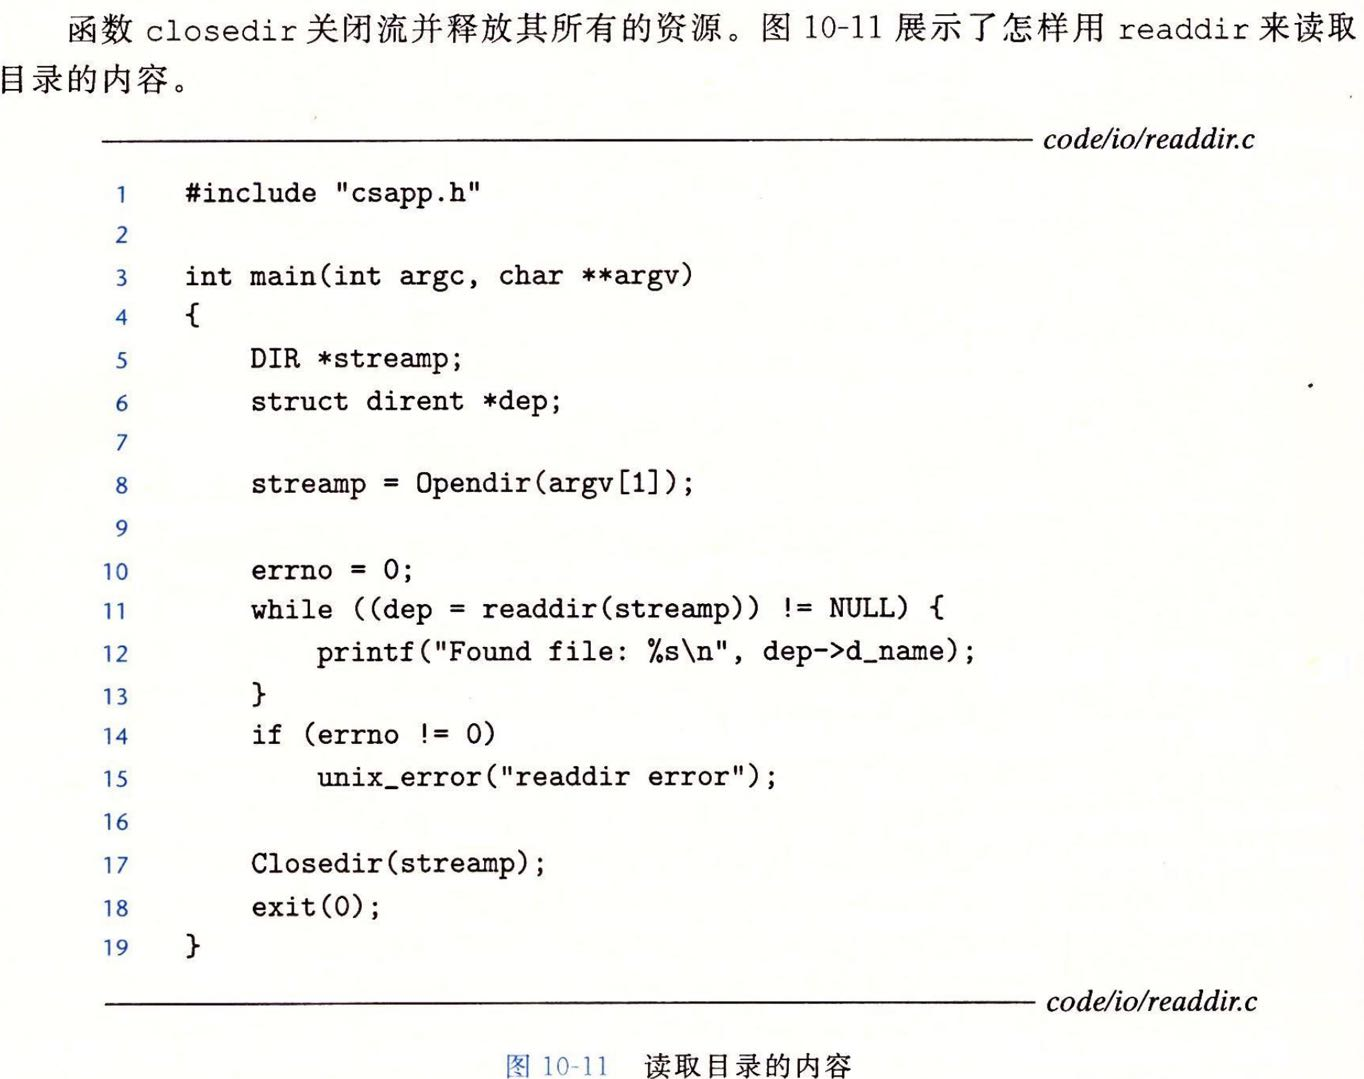 函数 closedir 关闭流并释放其所有的资源。图 10-11 展示了怎样用 readdir 来读取
目录的内容。
code/io/readdir.c
1 #include "csapp.h"
2
3 int main(int argc, char **argv)
4 {
5 DIR *streamp;
6 struct dirent *dep;
7
8 streamp = Opendir(argv[1]);
9
10 errno = 0;
11 while ((dep = readdir(streamp)) != NULL) {
12 printf("Found file: %s\n", dep->d_name);
13 }
14 if (errno != 0)
15 unix_error("readdir error");
16
17 Closedir(streamp);
18 exit(0);
19 }
code/io/readdir.c
图 10-11 读取目录的内容